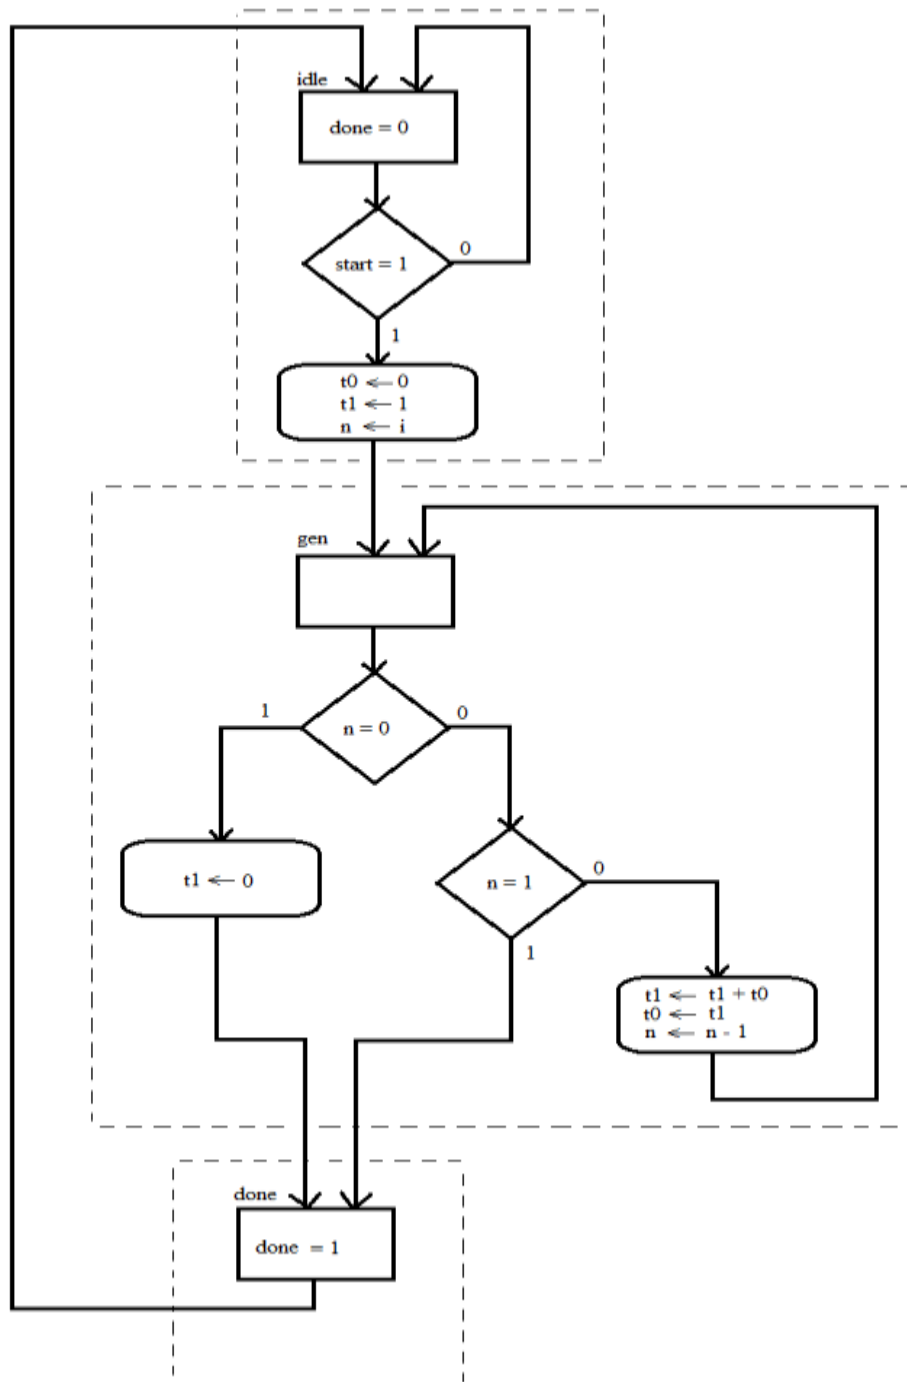 idle
done = 0
start = 1
0
1
t0 ← 0
t1 ← 1
n ← i
gen
n = 0
1
0
t1 ← 0
n = 1
0
1
t1 ← t1 + t0
t0 ← t1
n ← n - 1
done
done = 1